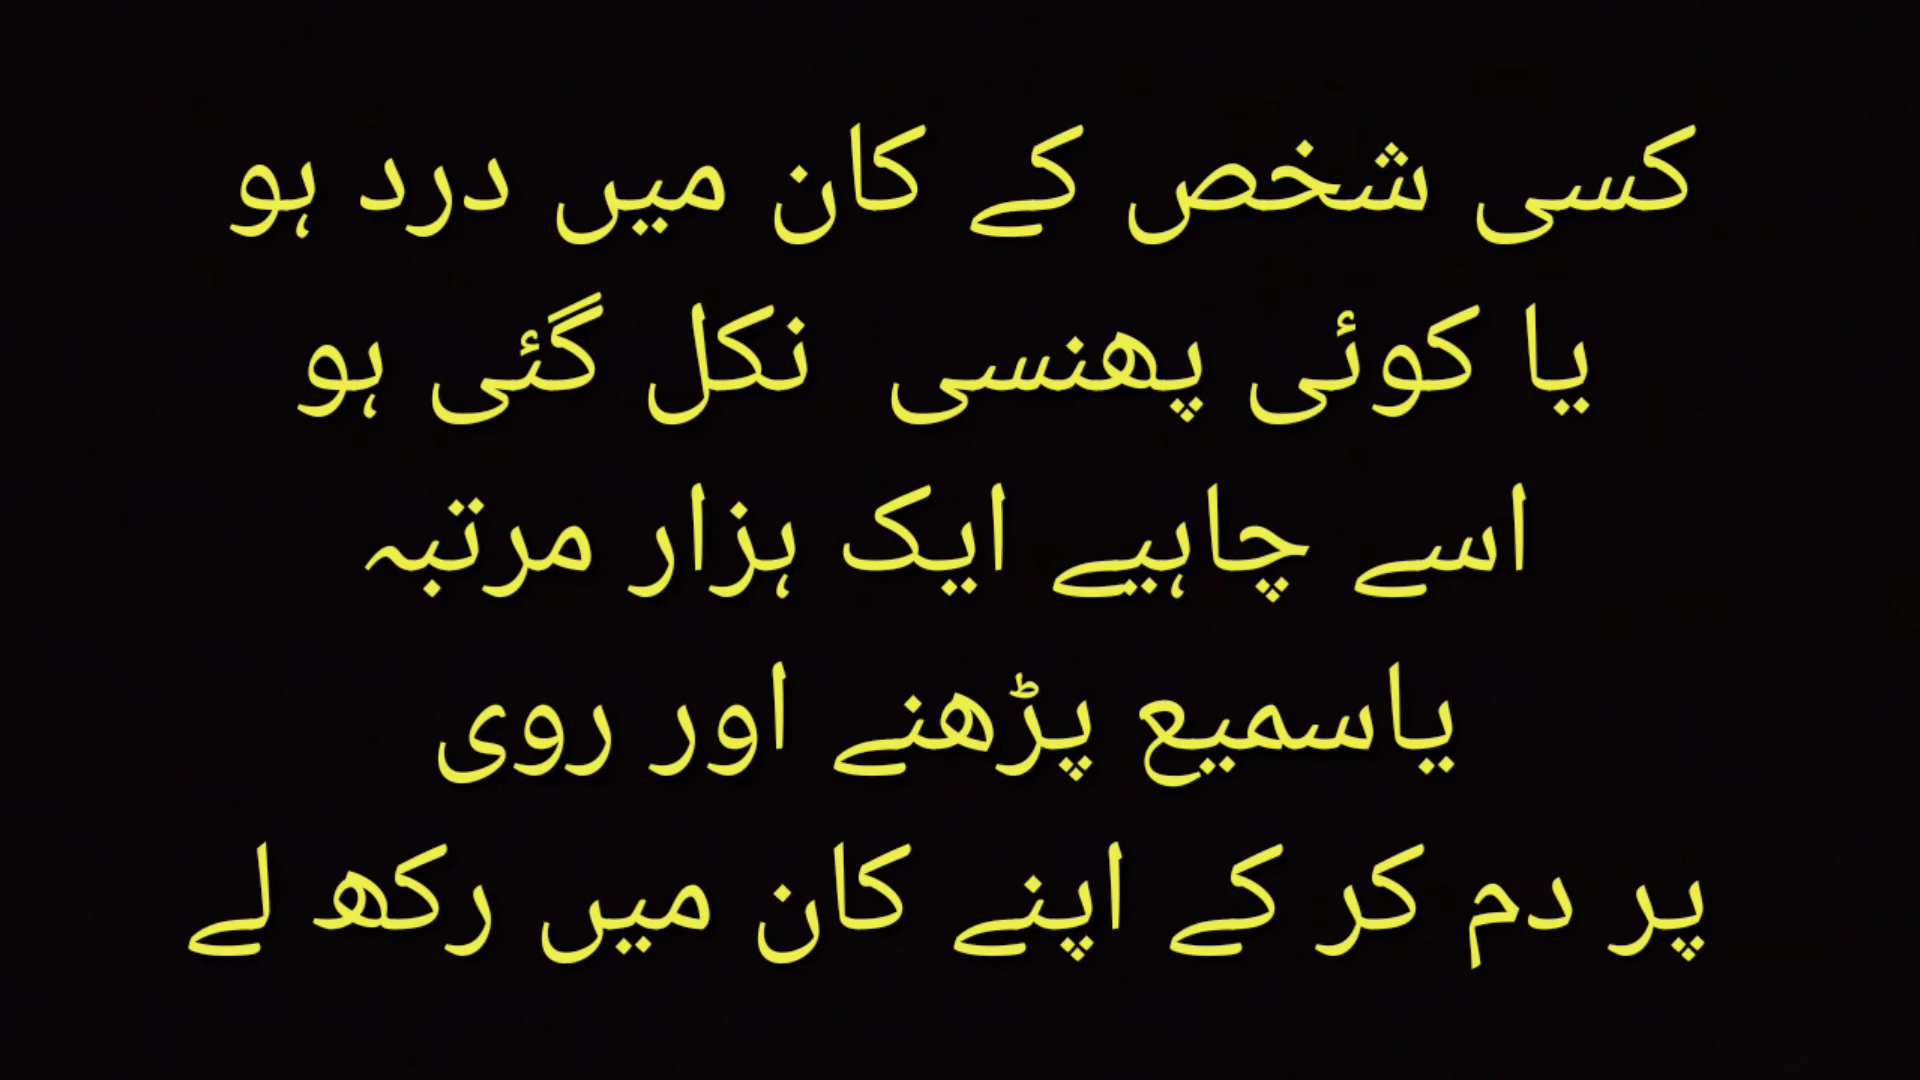 کسی شخص کے کان میں درد ہو
یا کوئی پھنسی نکل گئی ہو
اسے چاہیے ایک ہزار مرتبہ
یاسمیع پڑھنے اور روی
پر دم کر کے اپنے کان میں رکھ لے